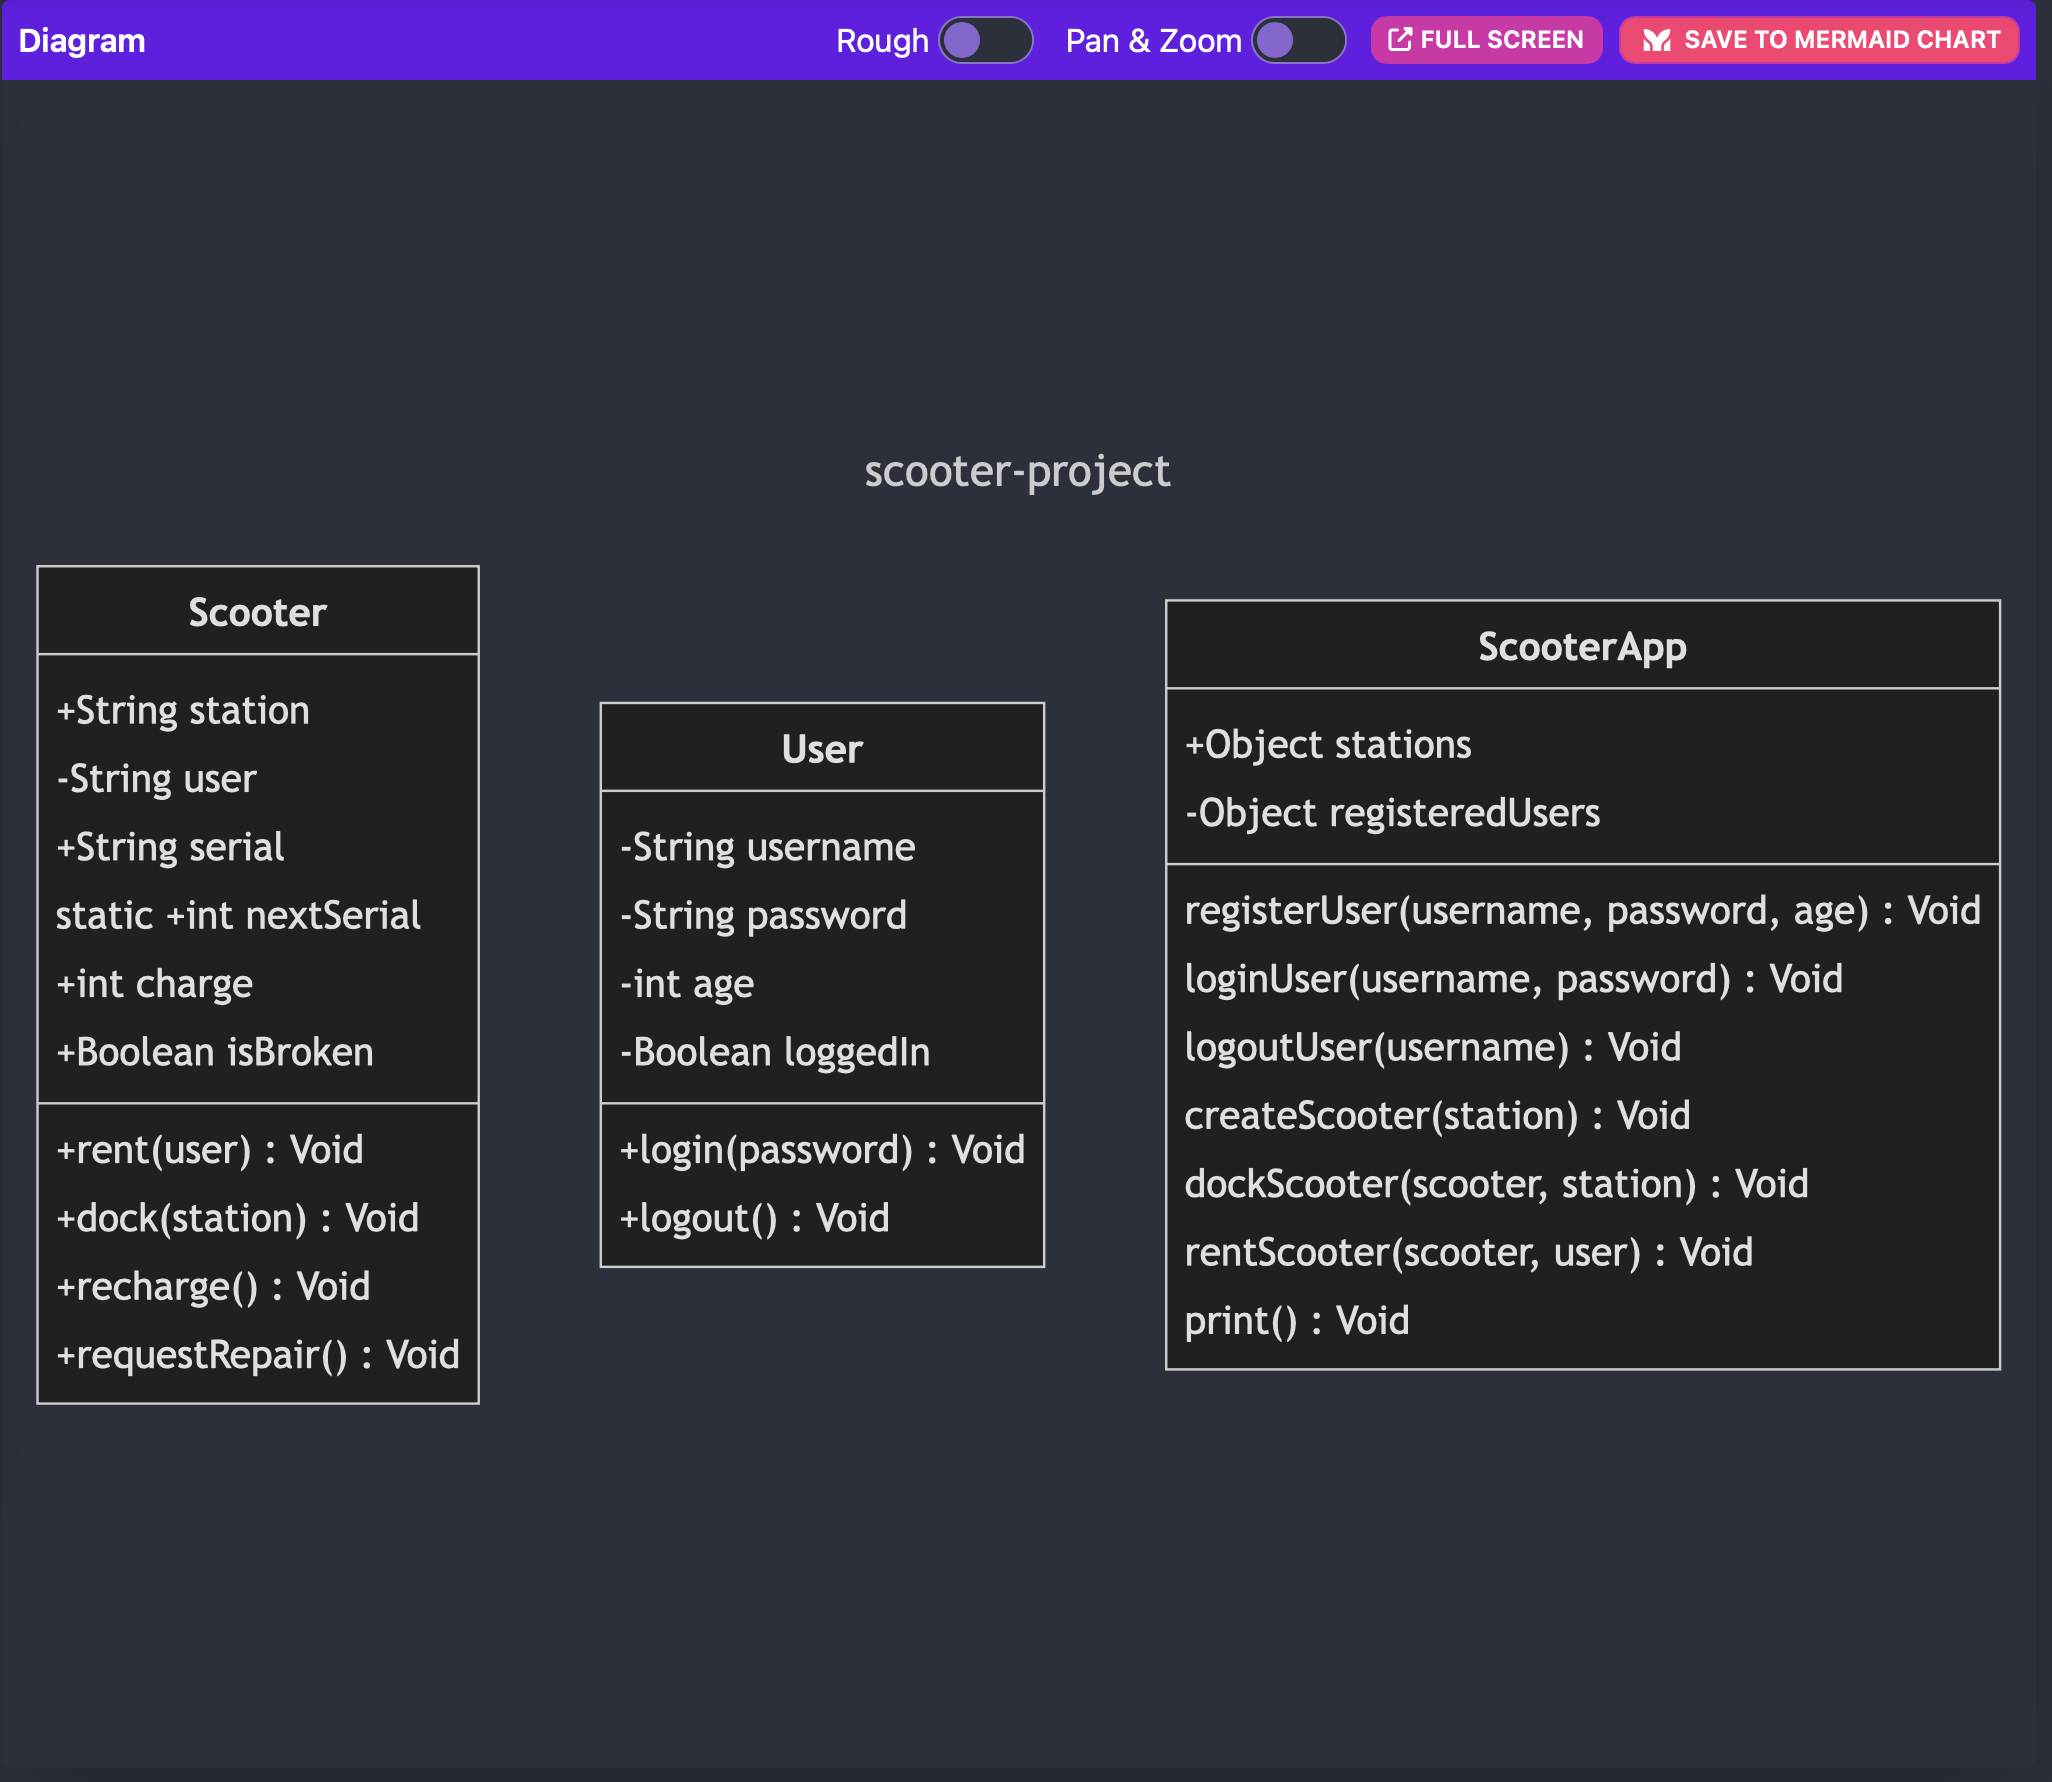 Diagram
Rough
Pan & Zoom
FULL SCREEN
SAVE TO MERMAID CHART
scooter-project
Scooter
+String station
-String user
+String serial
static +int nextSerial
+int charge
+Boolean isBroken
+rent(user) : Void
+dock(station) : Void
+recharge() : Void
+requestRepair() : Void
User
-String username
-String password
-int age
-Boolean loggedIn
+login(password) : Void
+logout() : Void
ScooterApp
+Object stations
-Object registeredUsers
registerUser(username, password, age) : Void
loginUser(username, password) : Void
logoutUser(username) : Void
createScooter(station) : Void
dockScooter(scooter, station) : Void
rentScooter(scooter, user) : Void
print() : Void